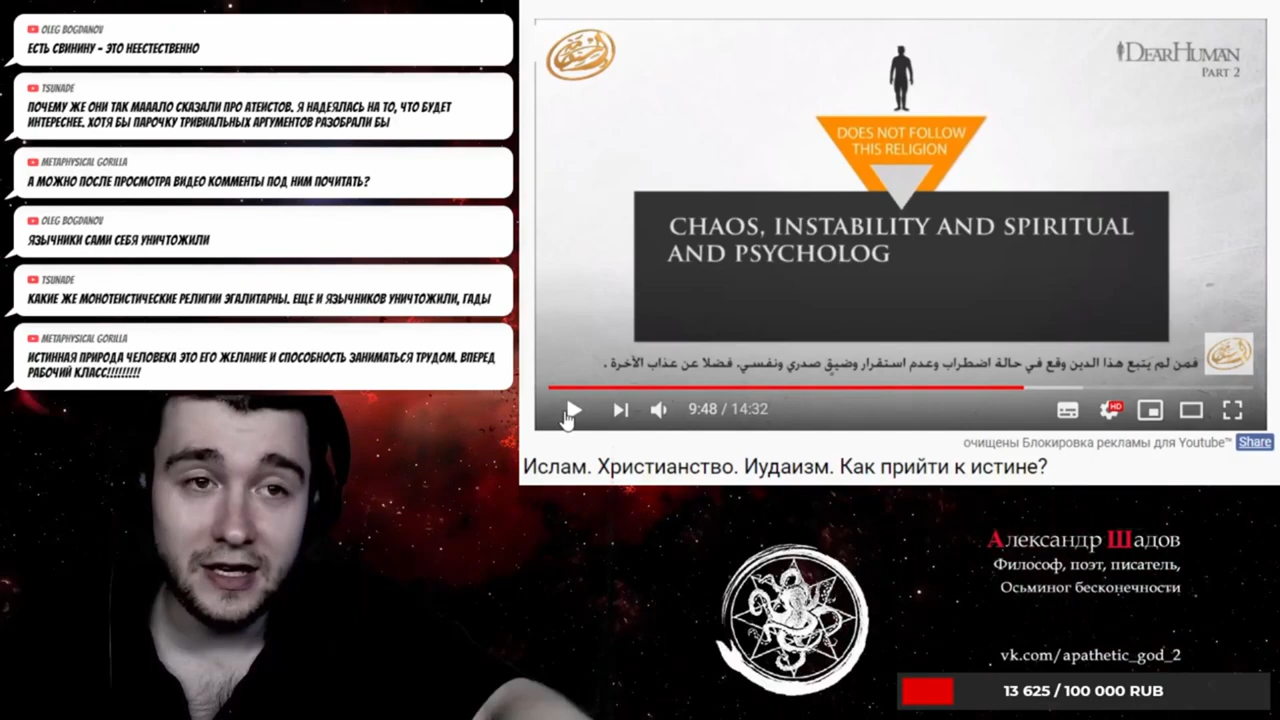 OLEG BOGDANOV
ЕСТЬ СВИНИНУ - ЭТО НЕЕСТЕСТВЕННО
TSUNADE
ПОЧЕМУ ЖЕ ОНИ ТАК МАААЛО СКАЗАЛИ ПРО АТЕИСТОВ. Я НАДЕЯЛАСЬ НА ТО, ЧТО БУДЕТ
ИНТЕРЕСНЕЕ. ХОТЯ БЫ ПАРОЧКУ ТРИВИАЛЬНЫХ АРГУМЕНТОВ РАЗОБРАЛИ БЫ
METAPHYSICAL GORILLA
А МОЖНО ПОСЛЕ ПРОСМОТРА ВИДЕО КОММЕНТЫ ПОД НИМ ПОЧИТАТЬ?
OLEG BOGDANOV
ЯЗЫЧНИКИ САМИ СЕБЯ УНИЧТОЖИЛИ
TSUNADE
КАКИЕ ЖЕ МОНОТЕИСТИЧЕСКИЕ РЕЛИГИИ ЭГАЛИТАРНЫ. ЕЩЕ И ЯЗЫЧНИКОВ УНИЧТОЖИЛИ, ГАДЫ
METAPHYSICAL GORILLA
ИСТИННАЯ ПРИРОДА ЧЕЛОВЕКА ЭТО ЕГО ЖЕЛАНИЕ И СПОСОБНОСТЬ ЗАНИМАТЬСЯ ТРУДОМ. ВПЕРЕД
РАБОЧИЙ КЛАСС!!!!!!!!!
DEARHUMAN
PART 2
DOES NOT FOLLOW
THIS RELIGION
CHAOS, INSTABILITY AND SPIRITUAL
AND PSYCHOLOG
فمن لم يتبع هذا الدين وقع في حالة اضطراب وعدم استقرار وضيق صدري ونفسي، فضلا عن عذاب الآخرة .
9:48 / 14:32
HD
очищены Блокировка рекламы для Youtube™ Share
Ислам. Христианство. Иудаизм. Как прийти к истине?
Александр Шадов
Философ, поэт, писатель,
Осьминог бесконечности
vk.com/apathetic_god_2
13 625 / 100 000 RUB